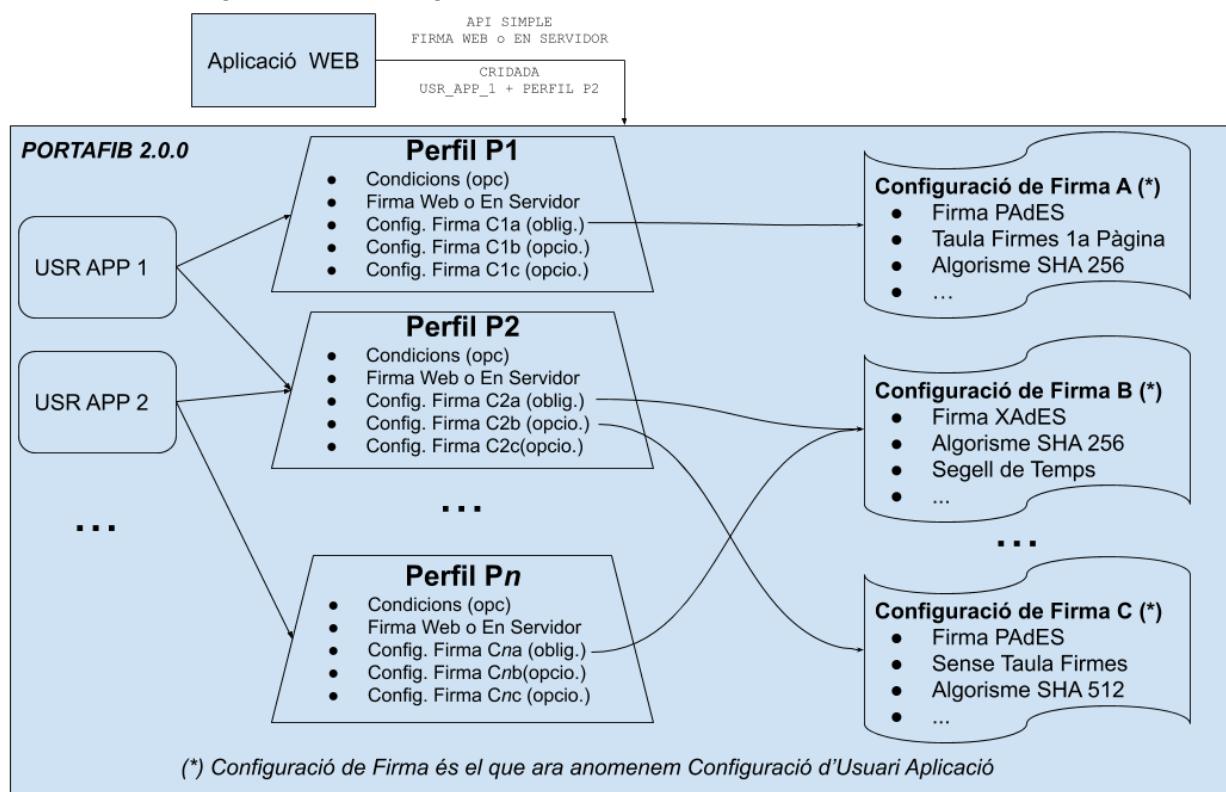 API SIMPLE
FIRMA WEB o EN SERVIDOR
Aplicació WEB
CRIDADA
USR_APP_1 + PERFIL P2
PORTAFIB 2.0.0
USR APP 1
USR APP 2
...
Perfil P1
● Condicions (opc)
● Firma Web o En Servidor
● Config. Firma C1a (oblig.)
● Config. Firma C1b (opcio.)
● Config. Firma C1c (opcio.)
Perfil P2
● Condicions (opc)
● Firma Web o En Servidor
● Config. Firma C2a (oblig.)
● Config. Firma C2b (opcio.)
● Config. Firma C2c(opcio.)
...
Perfil Pn
● Condicions (opc)
● Firma Web o En Servidor
● Config. Firma Cna (oblig.)
● Config. Firma Cnb(opcio.)
● Config. Firma Cnc (opcio.)
Configuració de Firma A (*)
● Firma PAdES
● Taula Firmes 1a Pàgina
● Algorisme SHA 256
● …
Configuració de Firma B (*)
● Firma XAdES
● Algorisme SHA 256
● Segell de Temps
● ...
...
Configuració de Firma C (*)
● Firma PAdES
● Sense Taula Firmes
● Algorisme SHA 512
● ...
(*) Configuració de Firma és el que ara anomenem Configuració d’Usuari Aplicació